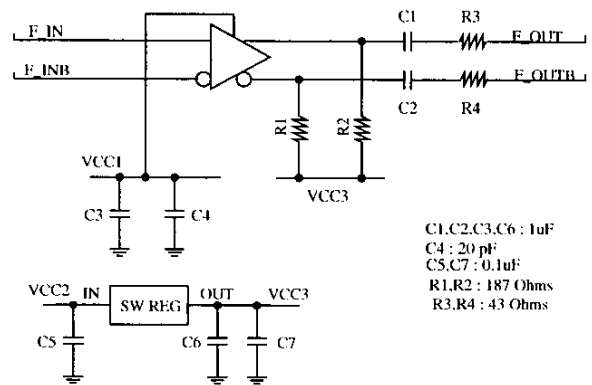 C1 R3
F_IN F_OUT
F_INB F_OUTB
C2 R4
R1 R2
VCC1
VCC3
C3 C4
C1,C2,C3,C6 : 1uF
C4 : 20 pF
C5,C7 : 0.1uF
R1,R2 : 187 Ohms
R3,R4 : 43 Ohms
VCC2 IN OUT VCC3
SW REG
C5 C6 C7